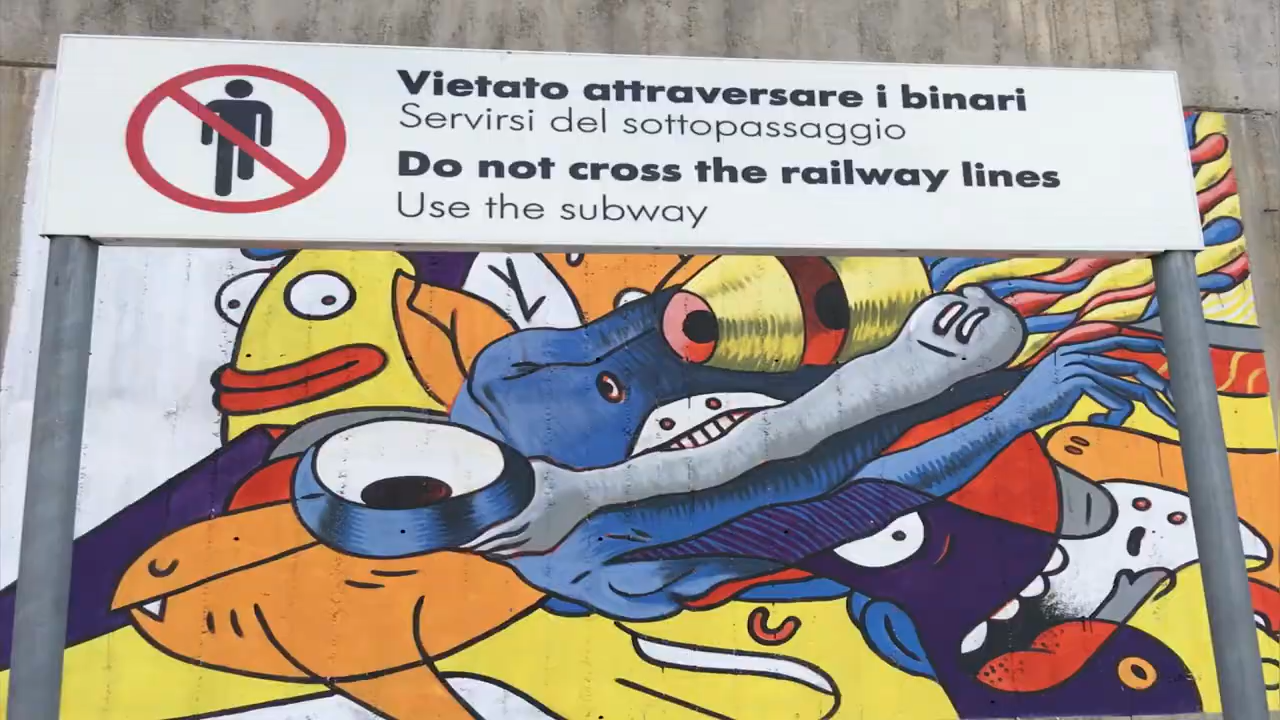 Vietato attraversare i binari
Servirsi del sottopassaggio
Do not cross the railway lines
Use the subway